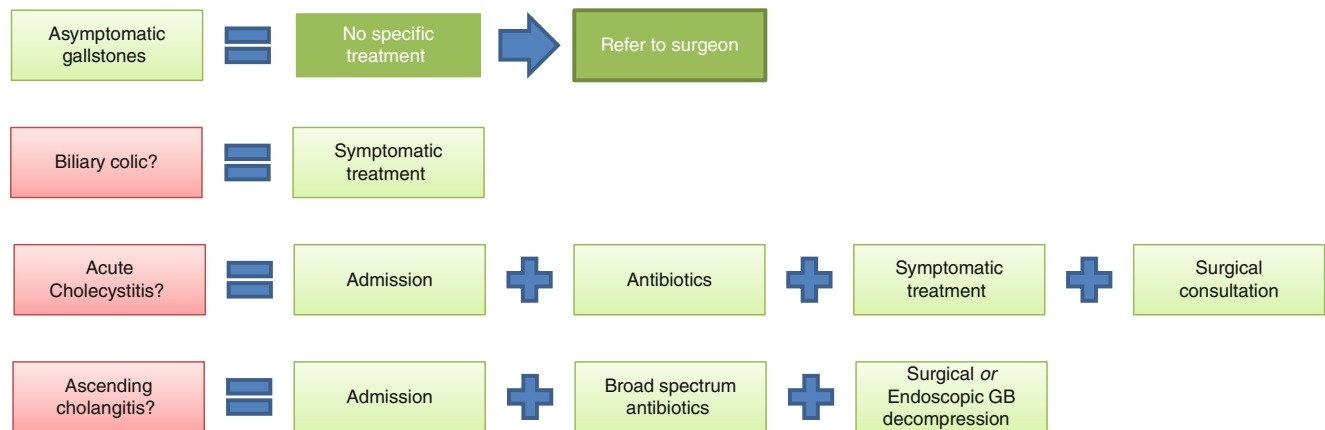 Asymptomatic
gallstones
No specific
treatment
Refer to surgeon
Biliary colic?
Symptomatic
treatment
Acute
Cholecystitis?
Admission
Antibiotics
Symptomatic
treatment
Surgical
consultation
Ascending
cholangitis?
Admission
Broad spectrum
antibiotics
Surgical or
Endoscopic GB
decompression